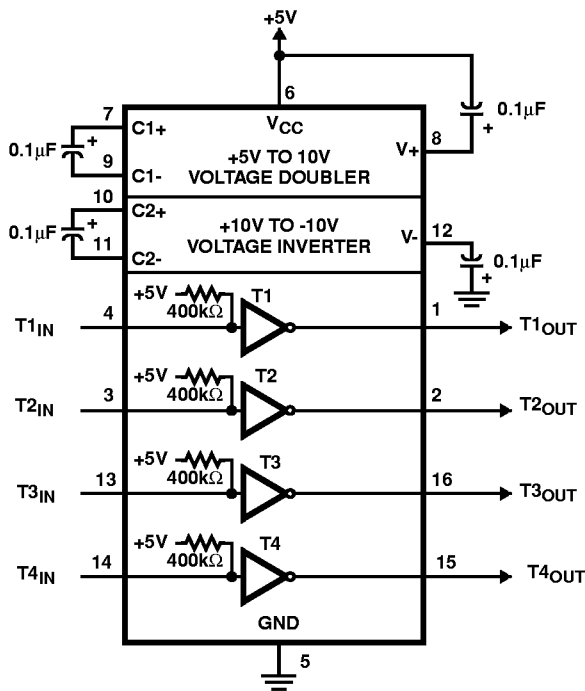 +5V
6
VCC
7
C1+
0.1μF
+
9
C1-
+5V TO 10V
VOLTAGE DOUBLER
V+
8
0.1μF
+
10
C2+
0.1μF
+
11
C2-
+10V TO -10V
VOLTAGE INVERTER
V-
12
0.1μF
+
+5V
400kΩ
T1
T1IN
4
1
T1OUT
+5V
400kΩ
T2
T2IN
3
2
T2OUT
+5V
400kΩ
T3
T3IN
13
16
T3OUT
+5V
400kΩ
T4
T4IN
14
15
T4OUT
GND
5